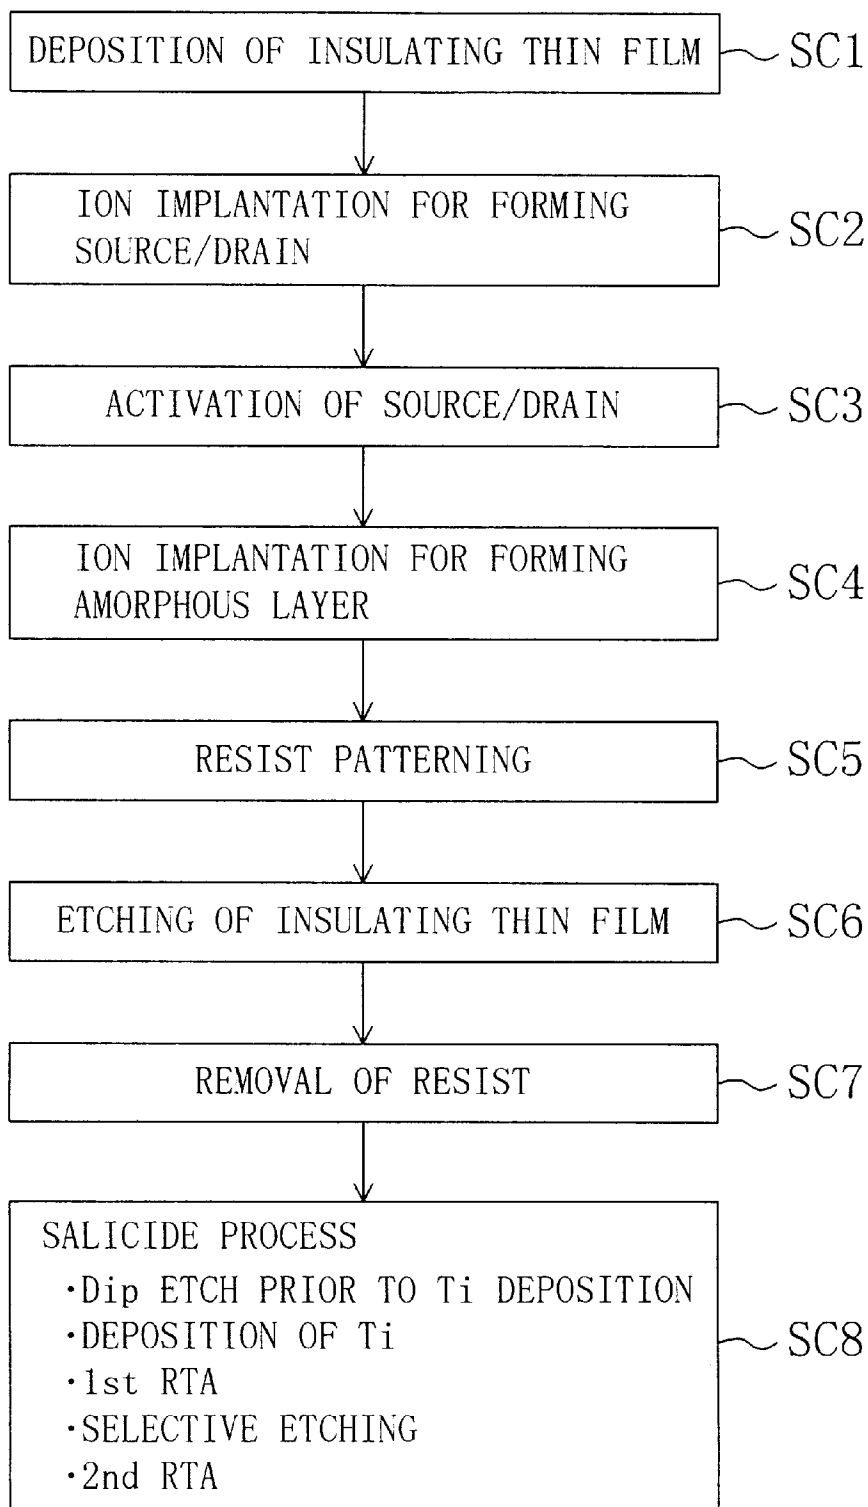 DEPOSITION OF INSULATING THIN FILM SC1
ION IMPLANTATION FOR FORMING
SOURCE/DRAIN SC2
ACTIVATION OF SOURCE/DRAIN SC3
ION IMPLANTATION FOR FORMING
AMORPHOUS LAYER SC4
RESIST PATTERNING SC5
ETCHING OF INSULATING THIN FILM SC6
REMOVAL OF RESIST SC7
SALICIDE PROCESS
·Dip ETCH PRIOR TO Ti DEPOSITION
·DEPOSITION OF Ti SC8
·1st RTA
·SELECTIVE ETCHING
·2nd RTA